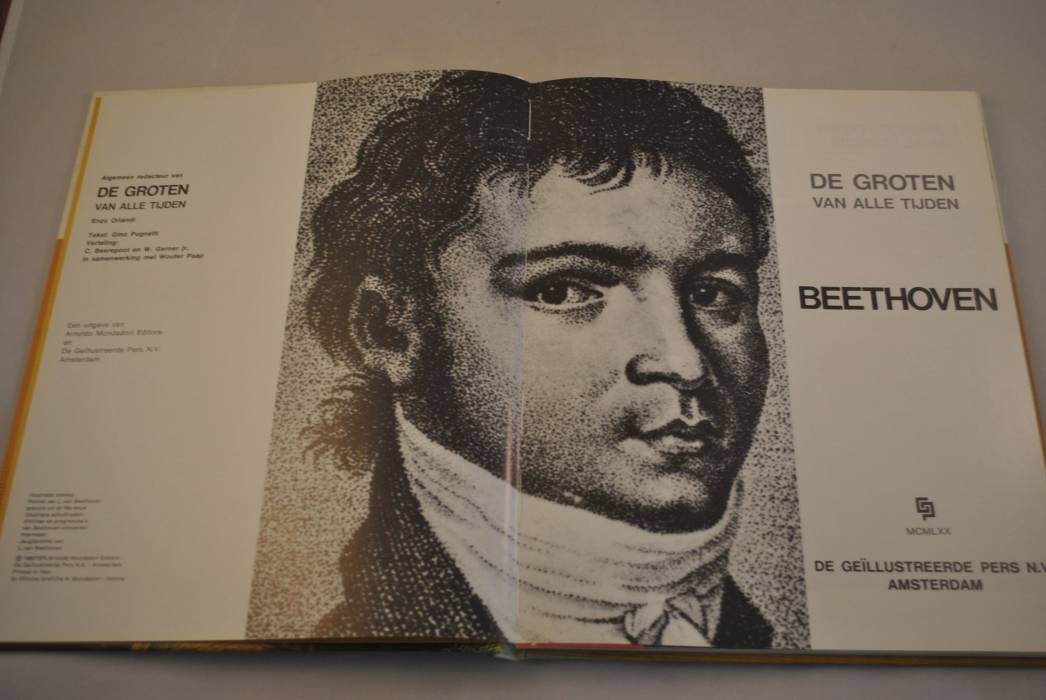 Algemeen redacteur van
DE GROTEN
VAN ALLE TIJDEN
Enzo Orlandi
Tekst: Gino Pugnetti
Vertaling:
C. Beerepoot en W. Gerner jr.
in samenwerking met Wouter Paap
Een uitgave van
Arnoldo Mondadori Editore
en
De Geïllustreerde Pers N.V.
Amsterdam
DE GROTEN
VAN ALLE TIJDEN
BEETHOVEN
MCMLXX
DE GEÏLLUSTREERDE PERS N.V.
AMSTERDAM